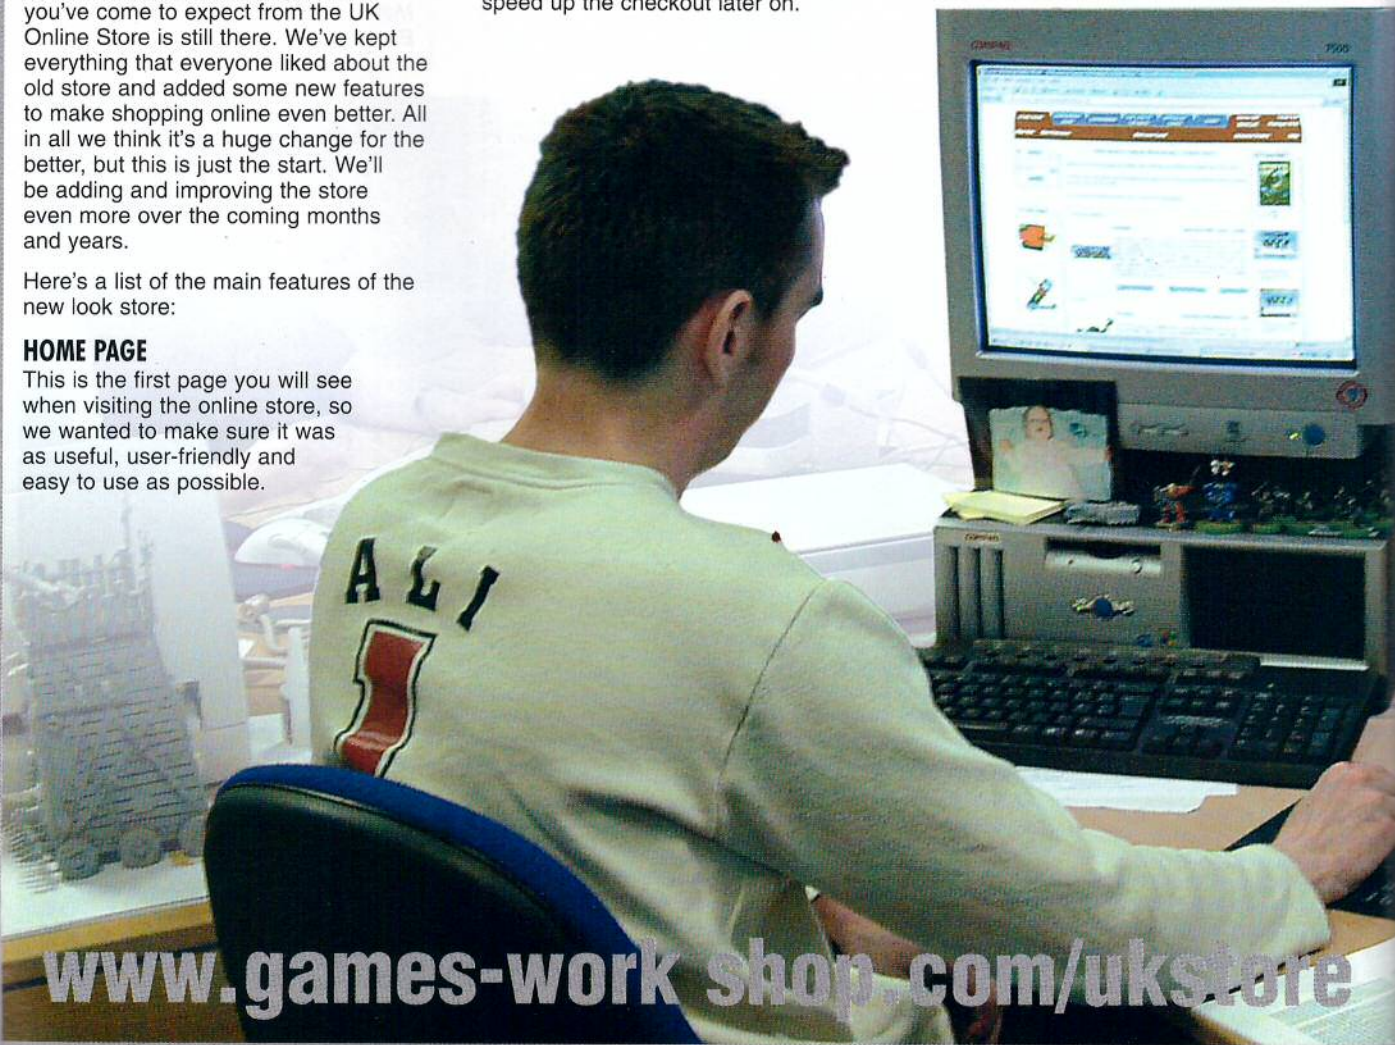 you've come to expect from the UK
Online Store is still there. We've kept
everything that everyone liked about the
old store and added some new features
to make shopping online even better. All
in all we think it's a huge change for the
better, but this is just the start. We'll
be adding and improving the store
even more over the coming months
and years.
Here's a list of the main features of the
new look store:
HOME PAGE
This is the first page you will see
when visiting the online store, so
we wanted to make sure it was
as useful, user-friendly and
easy to use as possible.
speed up the checkout later on.
COMPAQ
7500
COMPAQ
ALI
www.games-work shop.com/ukstore